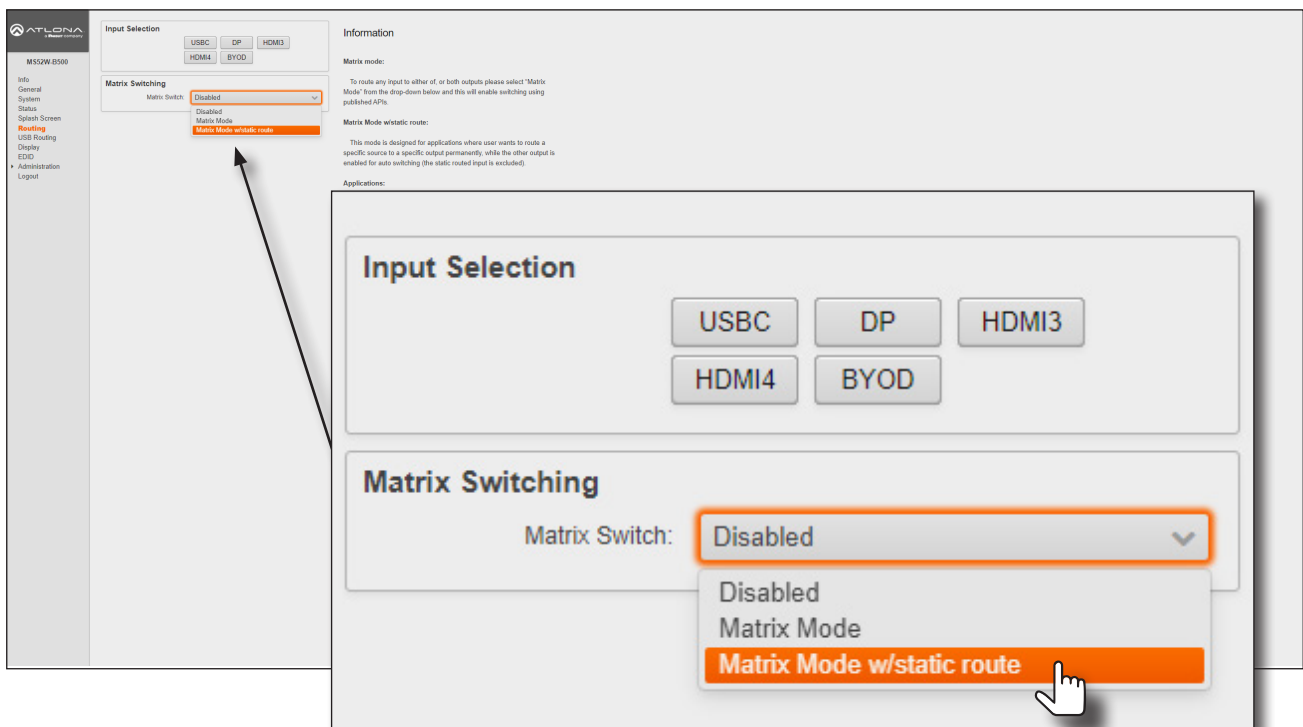 ATLONA
a Panduit company
MS52W-B500
Info
General
System
Status
Splash Screen
Routing
USB Routing
Display
EDID
Administration
Logout
Input Selection
USBC DP HDMI3
HDMI4 BYOD
Matrix Switching
Matrix Switch: Disabled
Disabled
Matrix Mode
Matrix Mode w/static route
Information
Matrix mode:
To route any input to either of, or both outputs please select "Matrix
Mode" from the drop-down below and this will enable switching using
published APIs.
Matrix Mode w/static route:
This mode is designed for applications where user wants to route a
specific source to a specific output permanently, while the other output is
enabled for auto switching (the static routed input is excluded).
Applications:
Input Selection
USBC DP HDMI3
HDMI4 BYOD
Matrix Switching
Matrix Switch: Disabled
Disabled
Matrix Mode
Matrix Mode w/static route